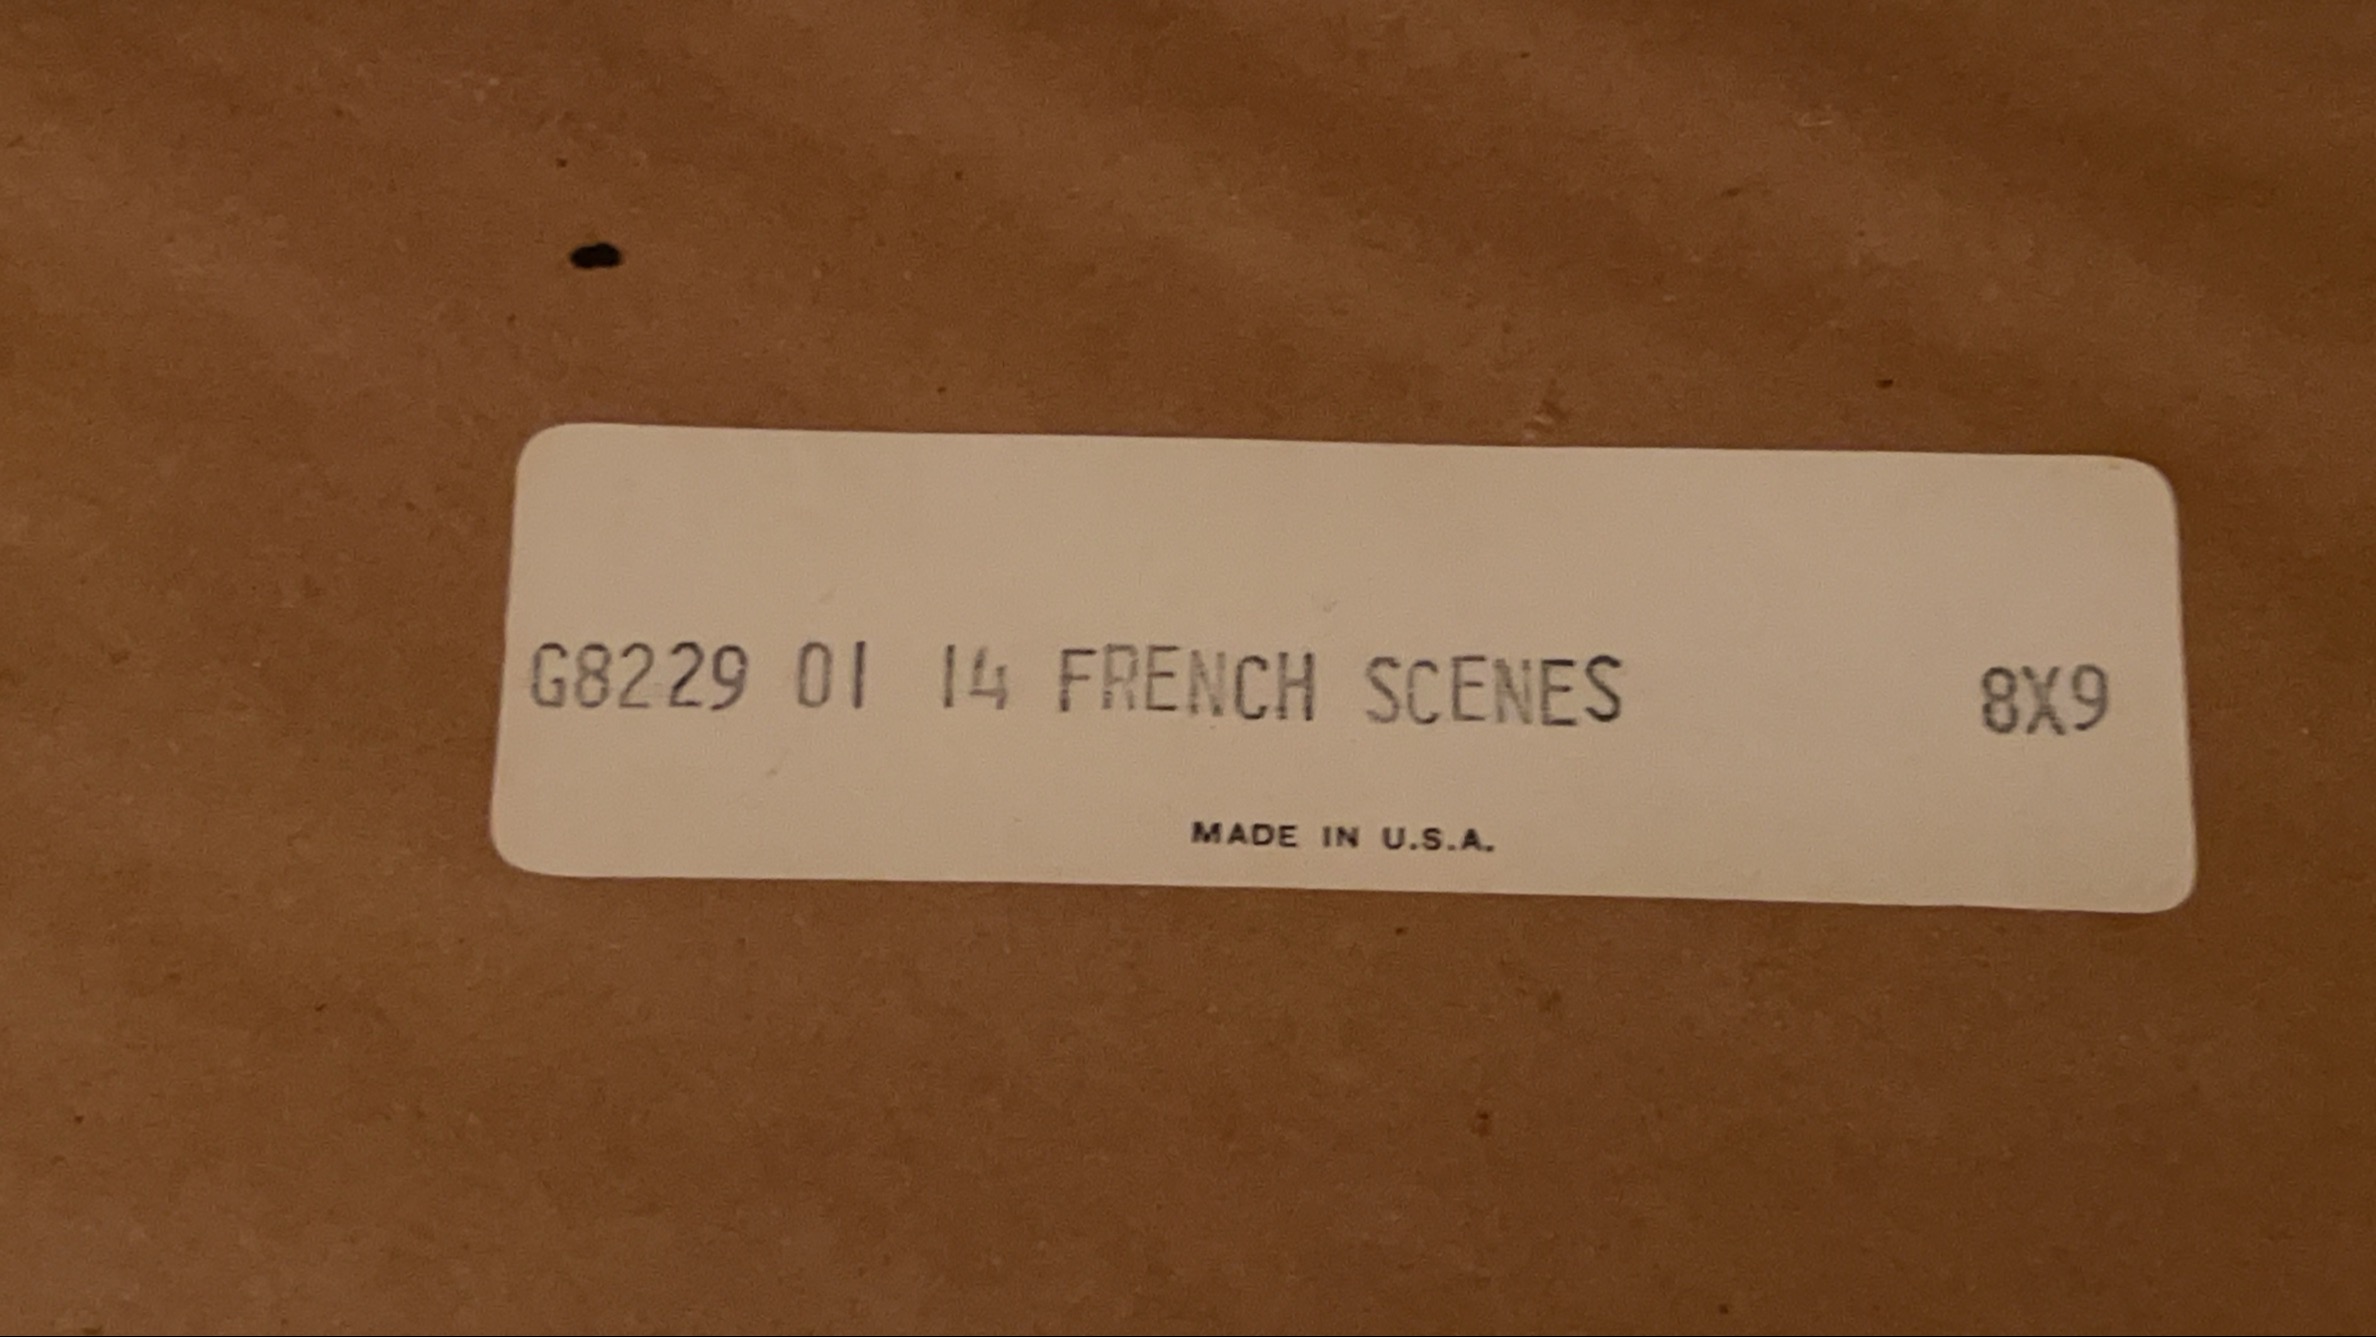 G8229 01 14 FRENCH SCENES 8X9
MADE IN U.S.A.